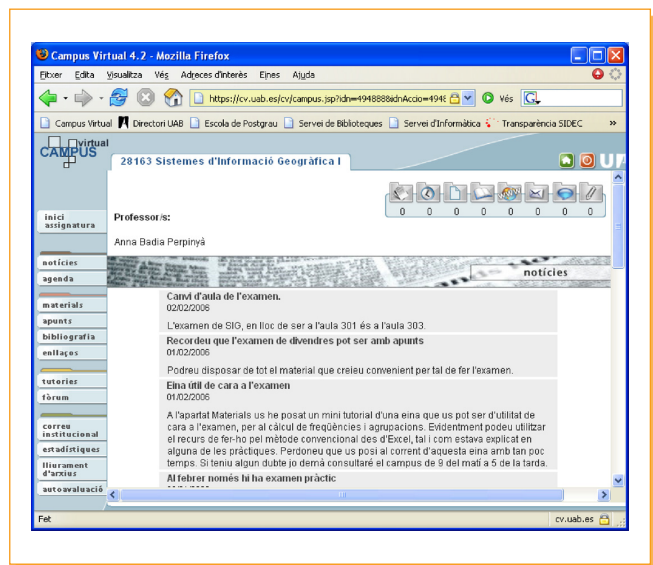 Campus Virtual 4.2 - Mozilla Firefox
Fitxer Edita Visualitza Vés Adreces d'interès Eines Ajuda
https://cv.uab.es/cv/campus.jsp?idn=494888&idnAccio=494 Vés G
Campus Virtual Directori UAB Escola de Postgrau Servei de Biblioteques Servei d'Informàtica Transparència SIDEC »
virtual
CAMPUS
28163 Sistemes d'Informació Geogràfica I
0 0 0 0 0 0 0 0
inici
assignatura
Professor/s:
Anna Badia Perpinyà
notícies
agenda
notícies
materials
apunts
bibliografia
enllaços
tutories
fòrum
correu
institucional
estadístiques
lliurament
d'arxius
autoavaluació
Canvi d'aula de l'examen.
02/02/2006
L'examen de SIG, en lloc de ser a l'aula 301 és a l'aula 303.
Recordeu que l'examen de divendres pot ser amb apunts
01/02/2006
Podreu disposar de tot el material que creieu convenient per tal de fer l'examen.
Eina útil de cara a l'examen
01/02/2006
A l'apartat Materials us he posat un mini tutorial d'una eina que us pot ser d'utilitat de
cara a l'examen, per al càlcul de freqüències i agrupacions. Evidentment podeu utilitzar
el recurs de fer-ho pel mètode convencional des d'Excel, tal i com estava explicat en
alguna de les pràctiques. Perdoneu que us posi al corrent d'aquesta eina amb tan poc
temps. Si teniu algun dubte jo demà consultaré el campus de 9 del matí a 5 de la tarda.
Al febrer només hi ha examen pràctic
Fet cv.uab.es